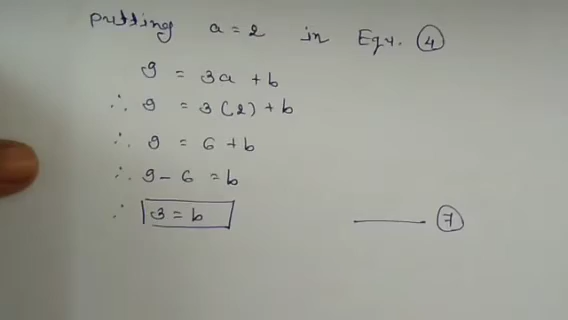 putting a = 2 in Eqn. ④
9 = 3a + b
∴ 9 = 3(2) + b
∴ 9 = 6 + b
∴ 9 - 6 = b
∴ 3 = b ——— ⑦